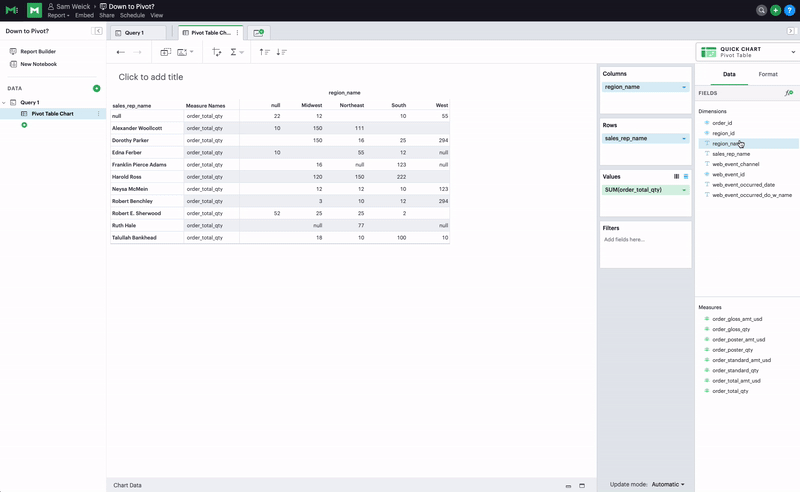 Sam Weick > Down to Pivot?
Report Embed Share Schedule View
Down to Pivot?
Report Builder
New Notebook
DATA
Query 1
Pivot Table Chart
Query 1
Pivot Table Ch...
Click to add title
region_name
sales_rep_name Measure Names null Midwest Northeast South West
null order_total_qty 22 12 10 55
Alexander Woollcott order_total_qty 10 150 111
Dorothy Parker order_total_qty 150 16 25 294
Edna Ferber order_total_qty 10 55 12 null
Franklin Pierce Adams order_total_qty 16 null 123 null
Harold Ross order_total_qty 120 150 222
Neysa McMein order_total_qty 12 12 10 123
Robert Benchley order_total_qty 3 10 12 294
Robert E. Sherwood order_total_qty 52 25 25 2
Ruth Hale order_total_qty null 77 null
Talullah Bankhead order_total_qty 18 10 100 10
Chart Data
Columns
region_name
Rows
sales_rep_name
Values
SUM(order_total_qty)
Filters
Add fields here...
Update mode: Automatic
QUICK CHART
Pivot Table
Data Format
FIELDS
Dimensions
order_id
region_id
region_name
sales_rep_name
web_event_channel
web_event_id
web_event_occurred_date
web_event_occurred_do_w_name
Measures
order_gloss_amt_usd
order_gloss_qty
order_poster_amt_usd
order_poster_qty
order_standard_amt_usd
order_standard_qty
order_total_amt_usd
order_total_qty